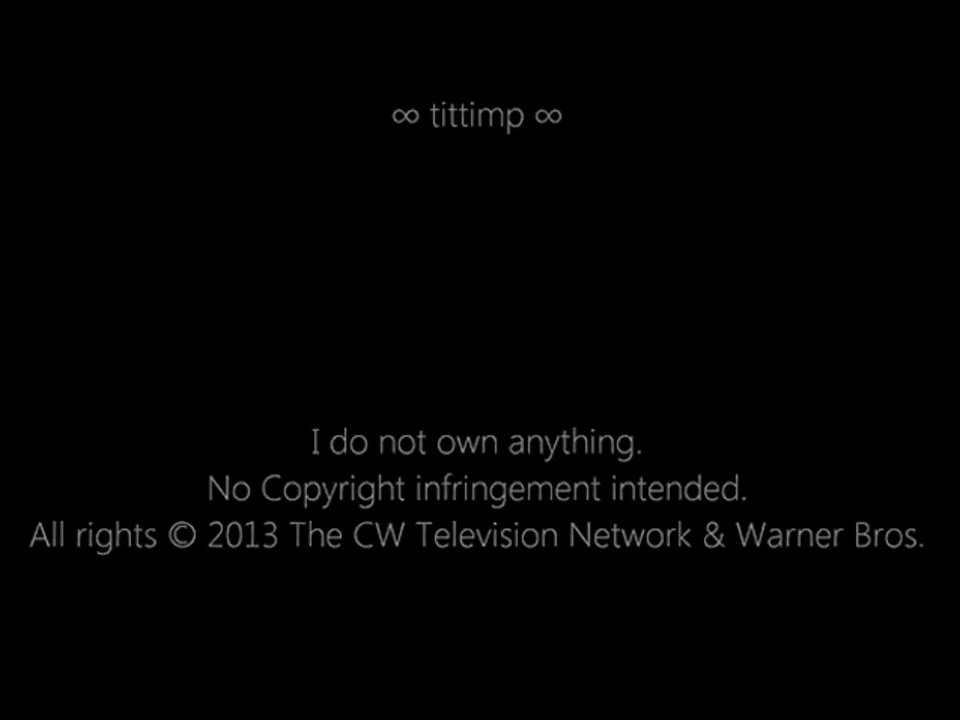 ∞ tittimp ∞
I do not own anything.
No Copyright infringement intended.
All rights © 2013 The CW Television Network & Warner Bros.